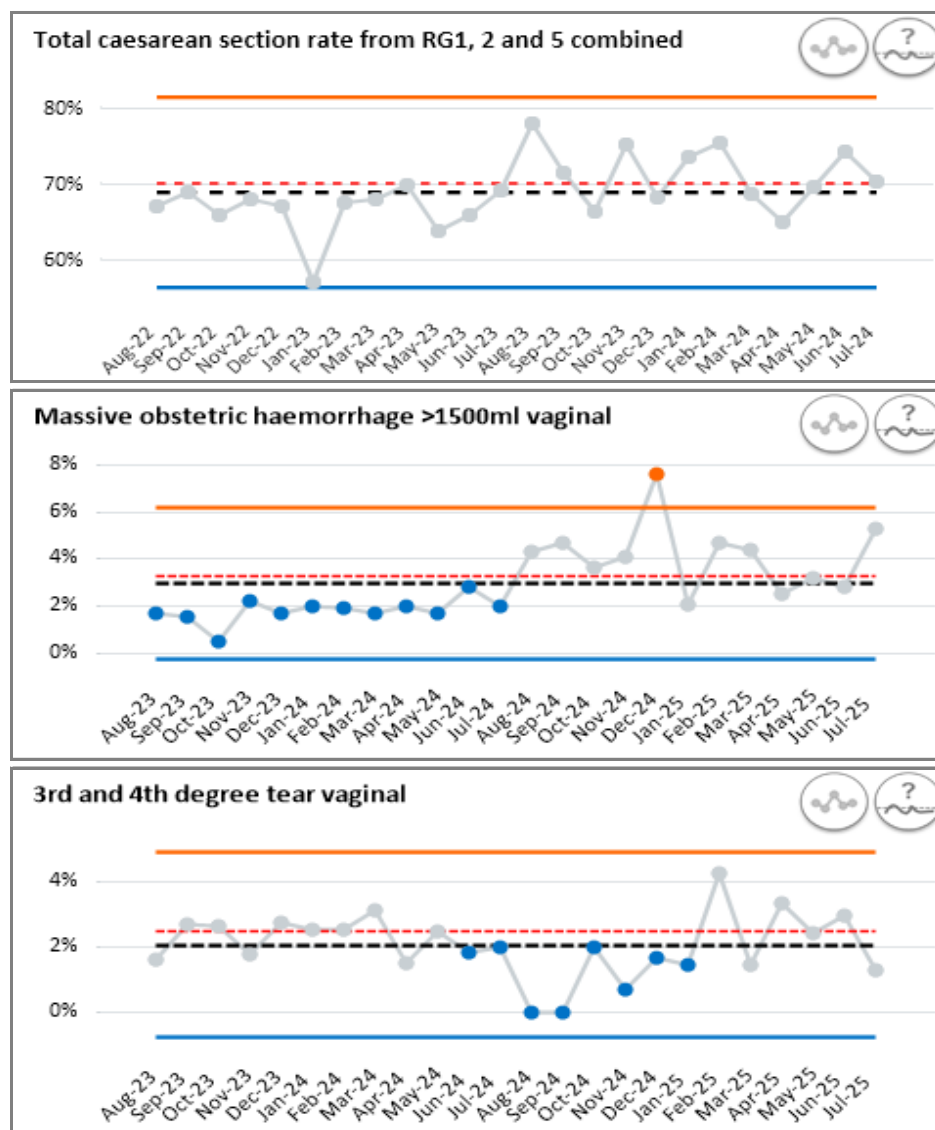 Total caesarean section rate from RG1, 2 and 5 combined
?
80%
70%
60%
Aug-22
Sep-22
Oct-22
Nov-22
Dec-22
Jan-23
Feb-23
Mar-23
Apr-23
May-23
Jun-23
Jul-23
Aug-23
Sep-23
Oct-23
Nov-23
Dec-23
Jan-24
Feb-24
Mar-24
Apr-24
May-24
Jun-24
Jul-24
Massive obstetric haemorrhage >1500ml vaginal
?
8%
6%
4%
2%
0%
Aug-23
Sep-23
Oct-23
Nov-23
Dec-23
Jan-24
Feb-24
Mar-24
Apr-24
May-24
Jun-24
Jul-24
Aug-24
Sep-24
Oct-24
Nov-24
Dec-24
Jan-25
Feb-25
Mar-25
Apr-25
May-25
Jun-25
Jul-25
3rd and 4th degree tear vaginal
?
4%
2%
0%
Aug-23
Sep-23
Oct-23
Nov-23
Dec-23
Jan-24
Feb-24
Mar-24
Apr-24
May-24
Jun-24
Jul-24
Aug-24
Sep-24
Oct-24
Nov-24
Dec-24
Jan-25
Feb-25
Mar-25
Apr-25
May-25
Jun-25
Jul-25